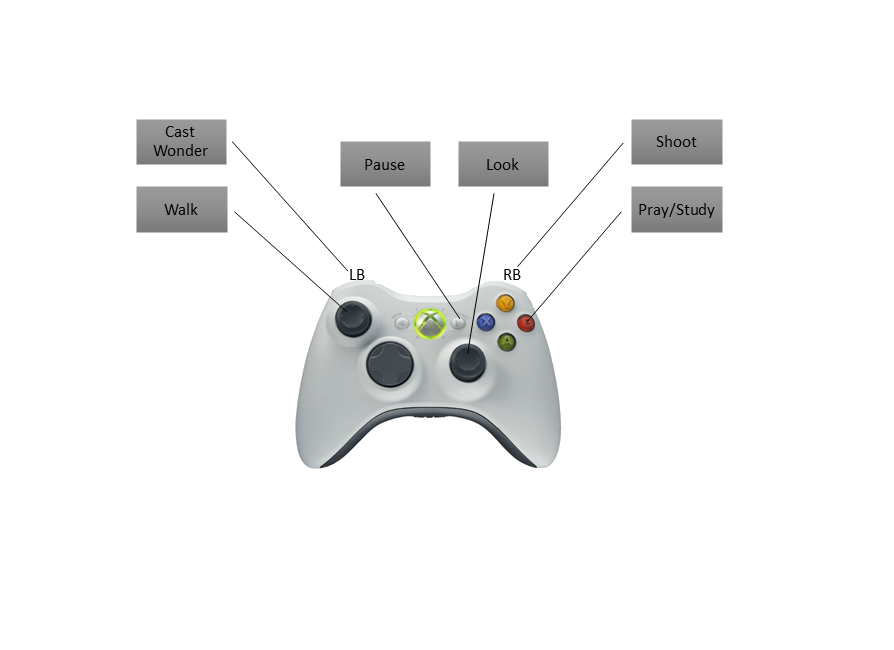 Cast
Wonder
Walk
Pause
Look
Shoot
Pray/Study
LB
RB
Y
X
A